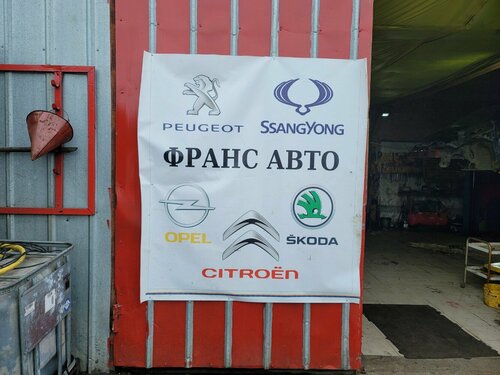 PEUGEOT
SSANGYONG
ФРАНС АВТО
OPEL
ŠKODA
CITROËN